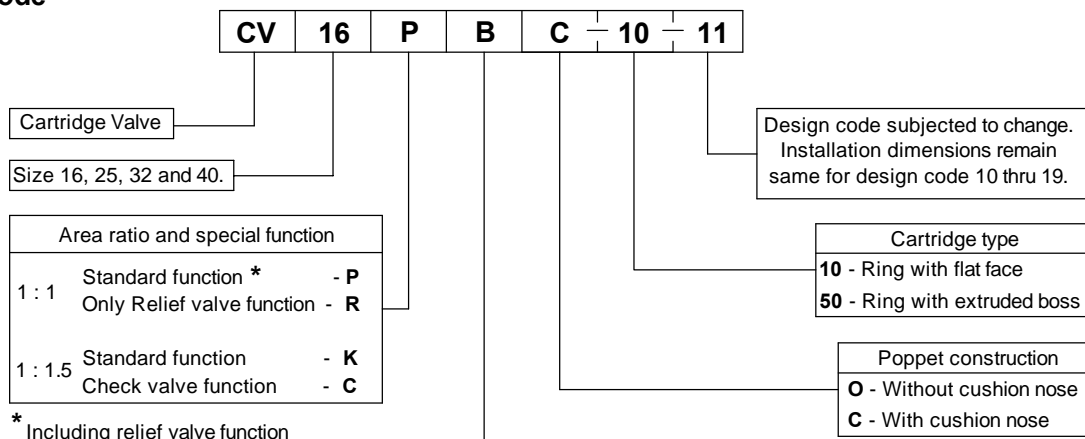 CV 16 P B C - 10 - 11
Cartridge Valve
Size 16, 25, 32 and 40.
Design code subjected to change.
Installation dimensions remain
same for design code 10 thru 19.
Area ratio and special function
1 : 1
Standard function * - P
Only Relief valve function - R
1 : 1.5
Standard function - K
Check valve function - C
* Including relief valve function
Cartridge type
10 - Ring with flat face
50 - Ring with extruded boss
Poppet construction
O - Without cushion nose
C - With cushion nose